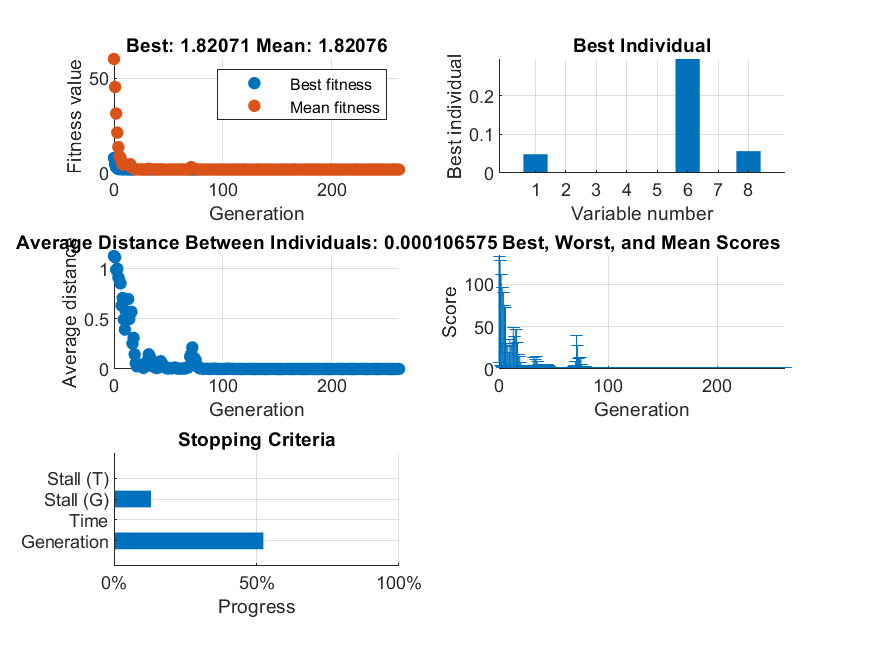 Best: 1.82071 Mean: 1.82076
Fitness value
50
0
Best fitness
Mean fitness
0 100 200
Generation
Best Individual
Best individual
0.2
0.1
0
1 2 3 4 5 6 7 8
Variable number
Average Distance Between Individuals: 0.000106575
Average distance
1
0.5
0
0 100 200
Generation
Best, Worst, and Mean Scores
Score
100
50
0
0 100 200
Generation
Stopping Criteria
Stall (T)
Stall (G)
Time
Generation
0% 50% 100%
Progress